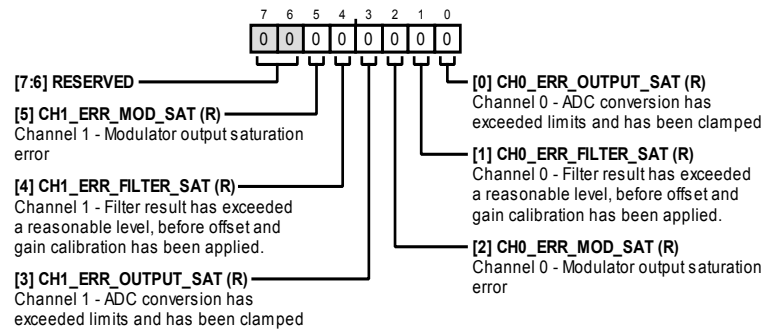 7 6 5 4 3 2 1 0
0 0 0 0 0 0 0 0
[7:6] RESERVED
[5] CH1_ERR_MOD_SAT (R)
Channel 1 - Modulator output saturation
error
[4] CH1_ERR_FILTER_SAT (R)
Channel 1 - Filter result has exceeded
a reasonable level, before offset and
gain calibration has been applied.
[3] CH1_ERR_OUTPUT_SAT (R)
Channel 1 - ADC conversion has
exceeded limits and has been clamped
[0] CH0_ERR_OUTPUT_SAT (R)
Channel 0 - ADC conversion has
exceeded limits and has been clamped
[1] CH0_ERR_FILTER_SAT (R)
Channel 0 - Filter result has exceeded
a reasonable level, before offset and
gain calibration has been applied.
[2] CH0_ERR_MOD_SAT (R)
Channel 0 - Modulator output saturation
error